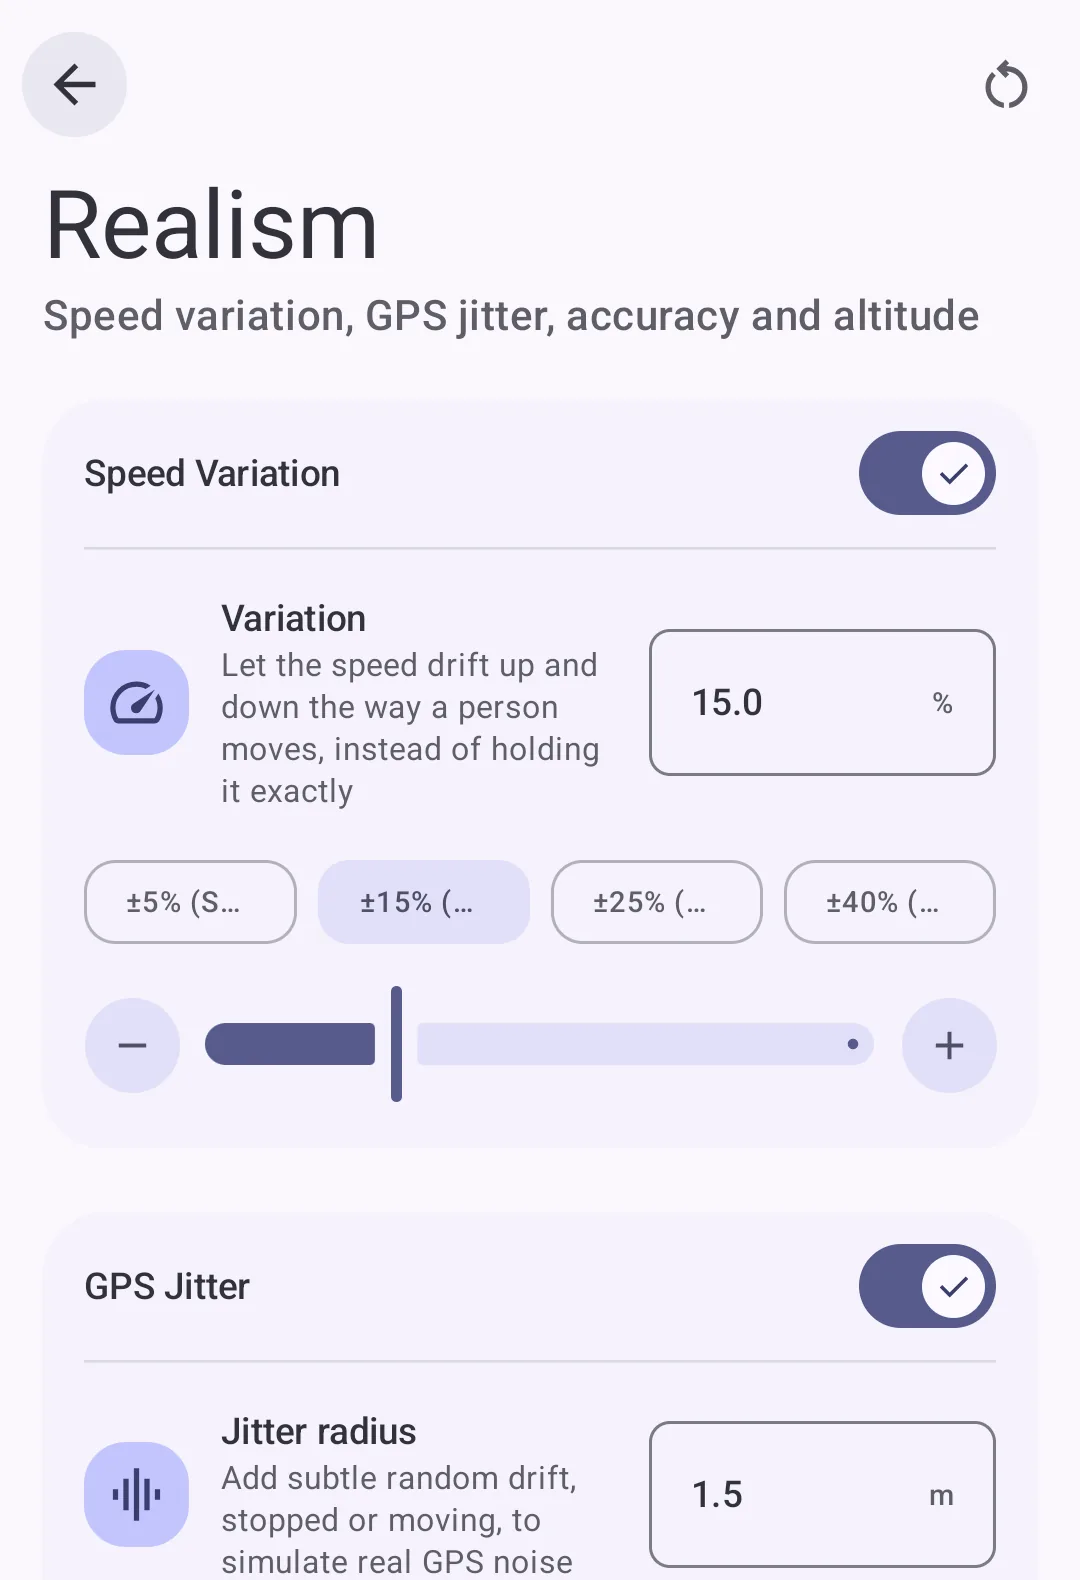 Realism
Speed variation, GPS jitter, accuracy and altitude
Speed Variation
Variation
Let the speed drift up and
down the way a person
moves, instead of holding
it exactly
15.0 %
±5% (S… ±15% (… ±25% (… ±40% (…
GPS Jitter
Jitter radius
Add subtle random drift,
stopped or moving, to
simulate real GPS noise
1.5 m